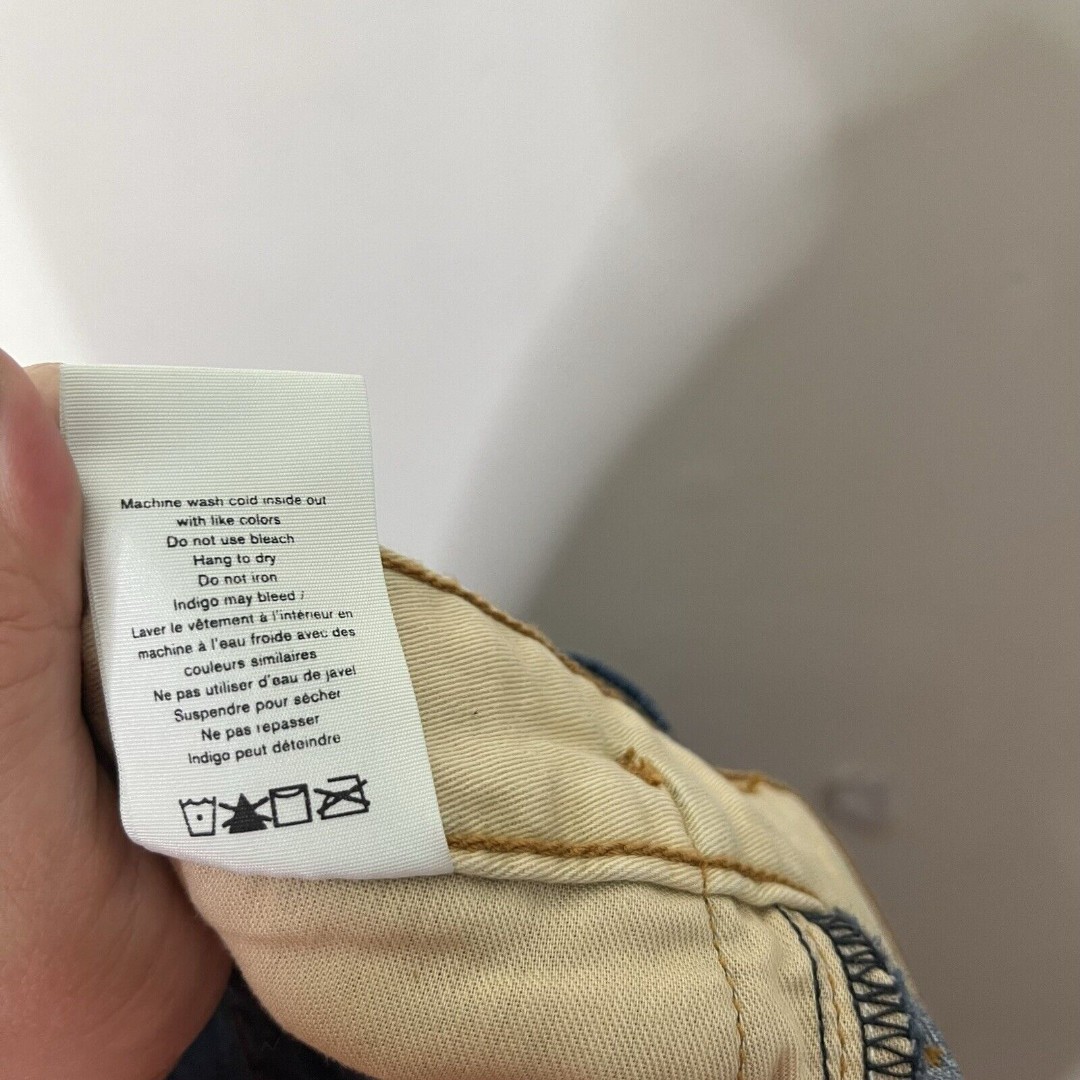 Machine wash cold inside out
with like colors
Do not use bleach
Hang to dry
Do not iron
Indigo may bleed /
Laver le vêtement à l'intérieur en
machine à l'eau froide avec des
couleurs similaires
Ne pas utiliser d'eau de javel
Suspendre pour sécher
Ne pas repasser
Indigo peut déteindre